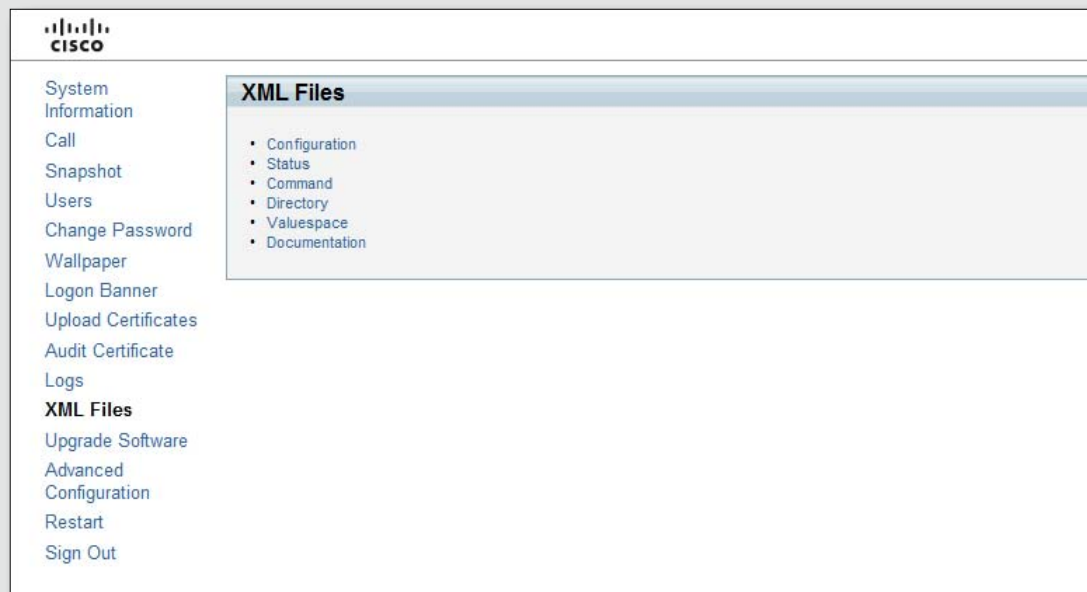 CISCO
System
Information
Call
Snapshot
Users
Change Password
Wallpaper
Logon Banner
Upload Certificates
Audit Certificate
Logs
XML Files
Upgrade Software
Advanced
Configuration
Restart
Sign Out
XML Files
• Configuration
• Status
• Command
• Directory
• Valuespace
• Documentation